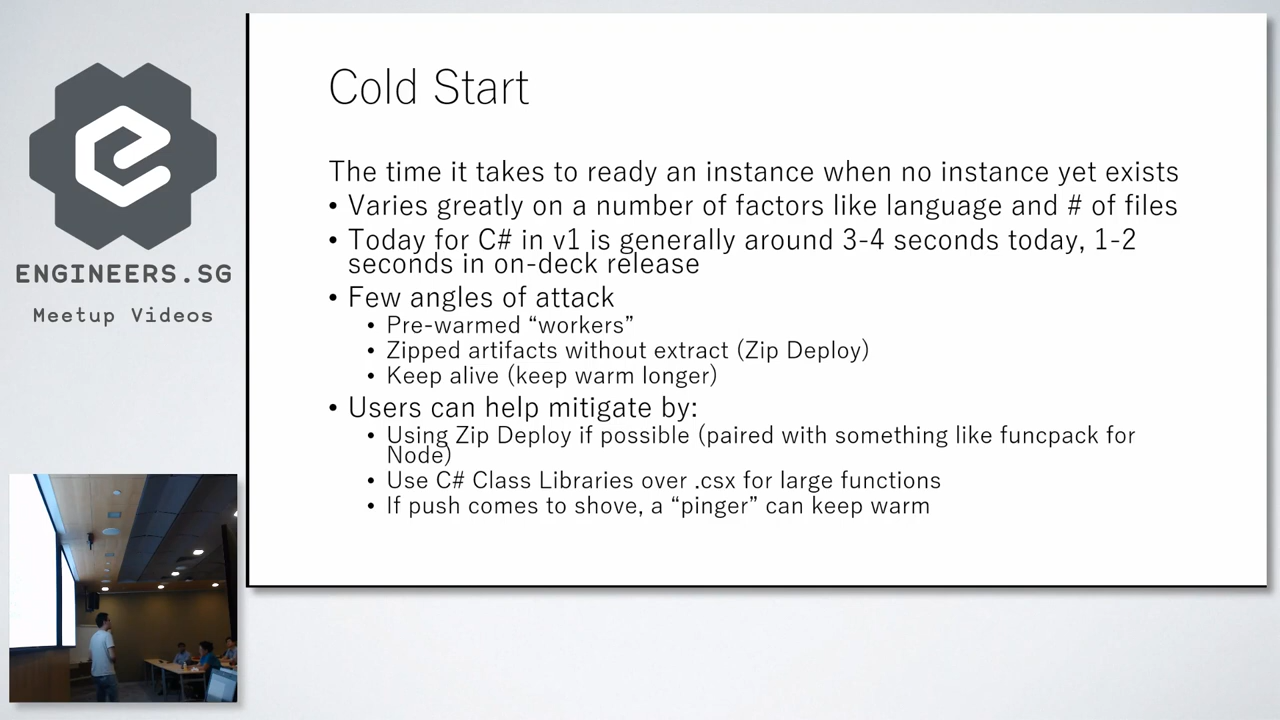 Cold Start
The time it takes to ready an instance when no instance yet exists
• Varies greatly on a number of factors like language and # of files
• Today for C# in v1 is generally around 3-4 seconds today, 1-2
seconds in on-deck release
• Few angles of attack
• Pre-warmed “workers”
• Zipped artifacts without extract (Zip Deploy)
• Keep alive (keep warm longer)
• Users can help mitigate by:
• Using Zip Deploy if possible (paired with something like funcpack for
Node)
• Use C# Class Libraries over .csx for large functions
• If push comes to shove, a “pinger” can keep warm
ENGINEERS.SG
Meetup Videos